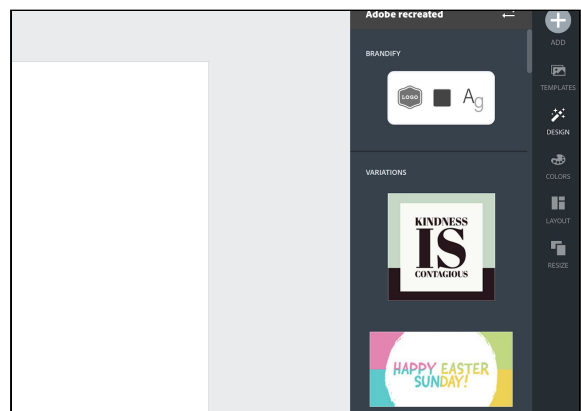 Adobe recreated
BRANDIFY
LOGO
Ag
VARIATIONS
KINDNESS
IS
CONTAGIOUS
HAPPY EASTER
SUNDAY!
ADD
TEMPLATES
DESIGN
COLORS
LAYOUT
RESIZE